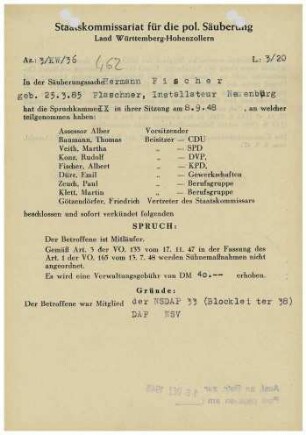 Staatskommissariat für die pol. Säuberung
Land Württemberg-Hohenzollern
Az: 3/KW/36 462 L: 3/20
In der Säuberungssache Hermann Fischer
geb. 25.3.85 Flaschner, Installateur
hat die Spruchkammer IX in ihrer Sitzung am 8.9.48, an welcher
teilgenommen haben:
Assessor Alber Vorsitzender
Baumann, Thomas Beisitzer – CDU
Veith, Martha – SPD
Konz, Rudolf – DVP,
Fischer, Albert – KPD,
Dürr, Emil – Gewerkschaften
Zeudi, Paul – Berufsgruppe
Klett, Martin – Berufsgruppe
Götzendörfer, Friedrich Vertreter des Staatskommissars
beschlossen und sofort verkündet folgenden
SPRUCH:
Der Betroffene ist Mitläufer.
Gemäß Art. 3 der VO 133 vom 17. 11. 47 in der Fassung des
Art. 1 der VO. 165 vom 13. 7. 48 werden Sühnemaßnahmen nicht
angeordnet.
Es wird eine Verwaltungsgebühr von DM 40.-- erhoben.
Gründe:
Der Betroffene war Mitglied der NSDAP 33 (Blockleiter 38)
DAF NSV